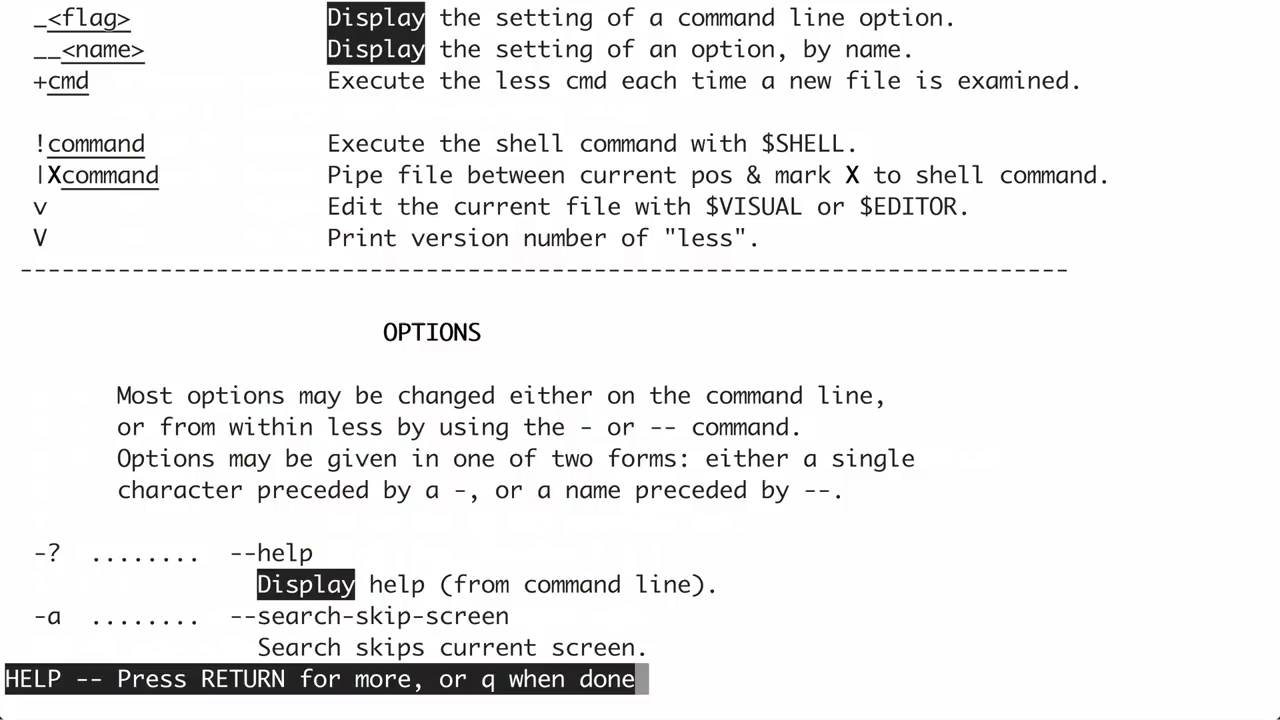 _<flag>              Display the setting of a command line option.
__<name>             Display the setting of an option, by name.
+cmd                 Execute the less cmd each time a new file is examined.
!command             Execute the shell command with $SHELL.
|Xcommand            Pipe file between current pos & mark X to shell command.
v                    Edit the current file with $VISUAL or $EDITOR.
V                    Print version number of "less".
---------------------------------------------------------------------------
OPTIONS
Most options may be changed either on the command line,
or from within less by using the - or -- command.
Options may be given in one of two forms: either a single
character preceded by a -, or a name preceded by --.
-?  ........  --help
Display help (from command line).
-a  ........  --search-skip-screen
Search skips current screen.
HELP -- Press RETURN for more, or q when done